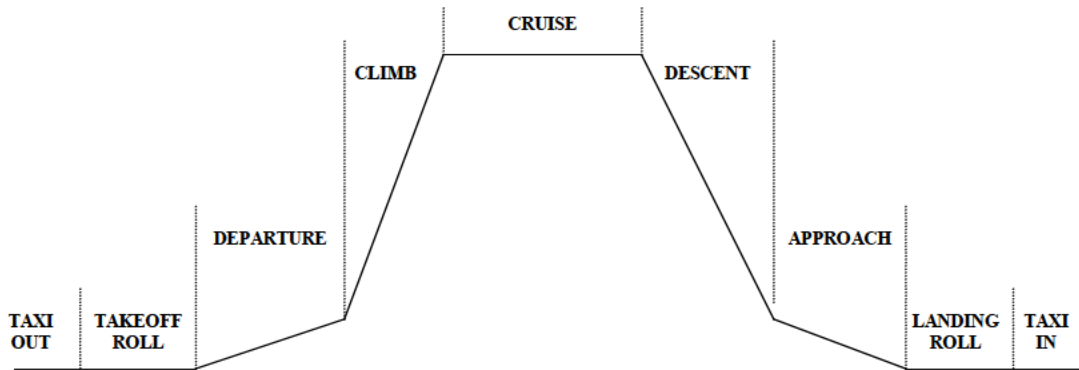 CRUISE
CLIMB
DESCENT
DEPARTURE
APPROACH
TAXI
OUT
TAKEOFF
ROLL
LANDING
ROLL
TAXI
IN